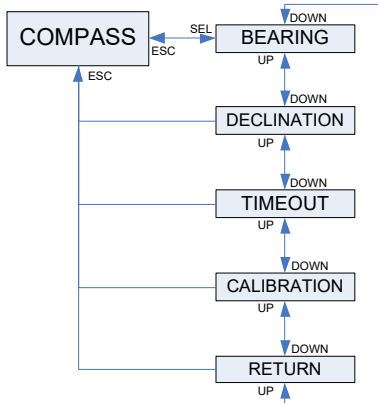 DOWN
COMPASS
SEL
BEARING
ESC
UP
ESC
DOWN
DECLINATION
UP
DOWN
TIMEOUT
UP
DOWN
CALIBRATION
UP
DOWN
RETURN
UP